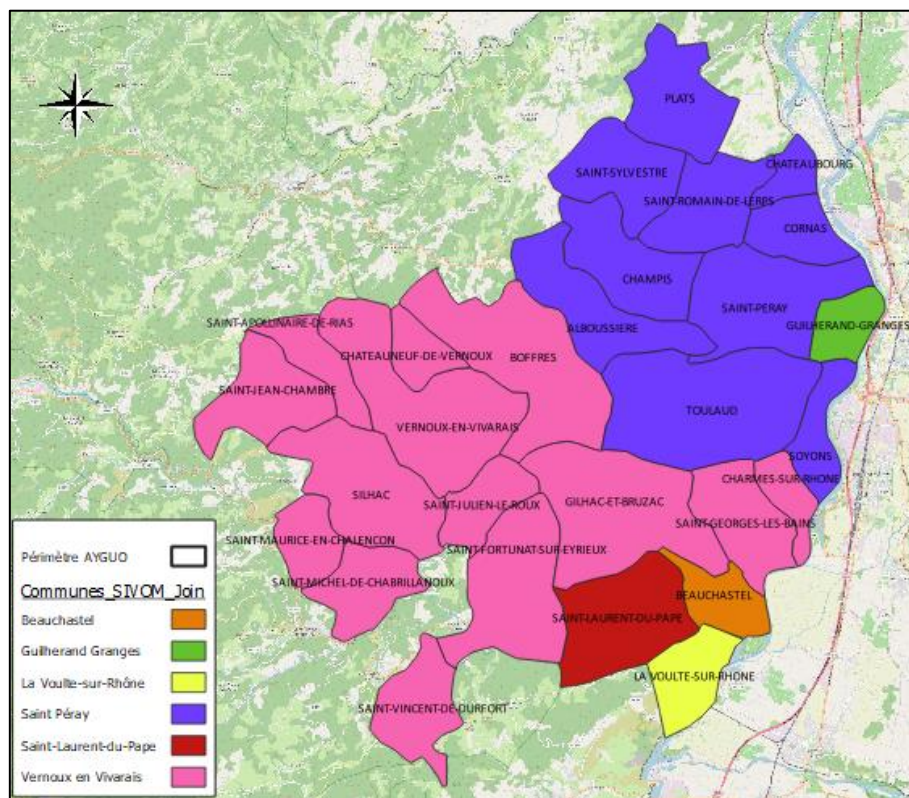 PLATS
CHATEAUBOURG
SAINT-SYLVESTRE
SAINT-ROMAIN-DE-LERPS
CORNAS
CHAMPIS
SAINT-PERAY
GUILHERAND-GRANGES
ALBOUSSIERE
SAINT-APOLLINAIRE-DE-RIAS
CHATEAUNEUF-DE-VERNOUX
BOFFRES
SAINT-JEAN-CHAMBRE
TOULAUD
VERNOUX-EN-VIVARAIS
SOYONS
CHARMES-SUR-RHONE
SILHAC
SAINT-JULIEN-LE-ROUX
GILHAC-ET-BRUZAC
SAINT-GEORGES-LES-BAINS
SAINT-MAURICE-EN-CHALENCON
SAINT-FORTUNAT-SUR-EYRIEUX
SAINT-MICHEL-DE-CHABRILLANOUX
BEAUCHASTEL
SAINT-LAURENT-DU-PAPE
LA VOULTE-SUR-RHONE
SAINT-VINCENT-DE-DURFORT
Périmètre AYGUO
Communes_SIVOM_Join
Beauchastel
Guilherand Granges
La Voulte-sur-Rhône
Saint Péray
Saint-Laurent-du-Pape
Vernoux en Vivarais